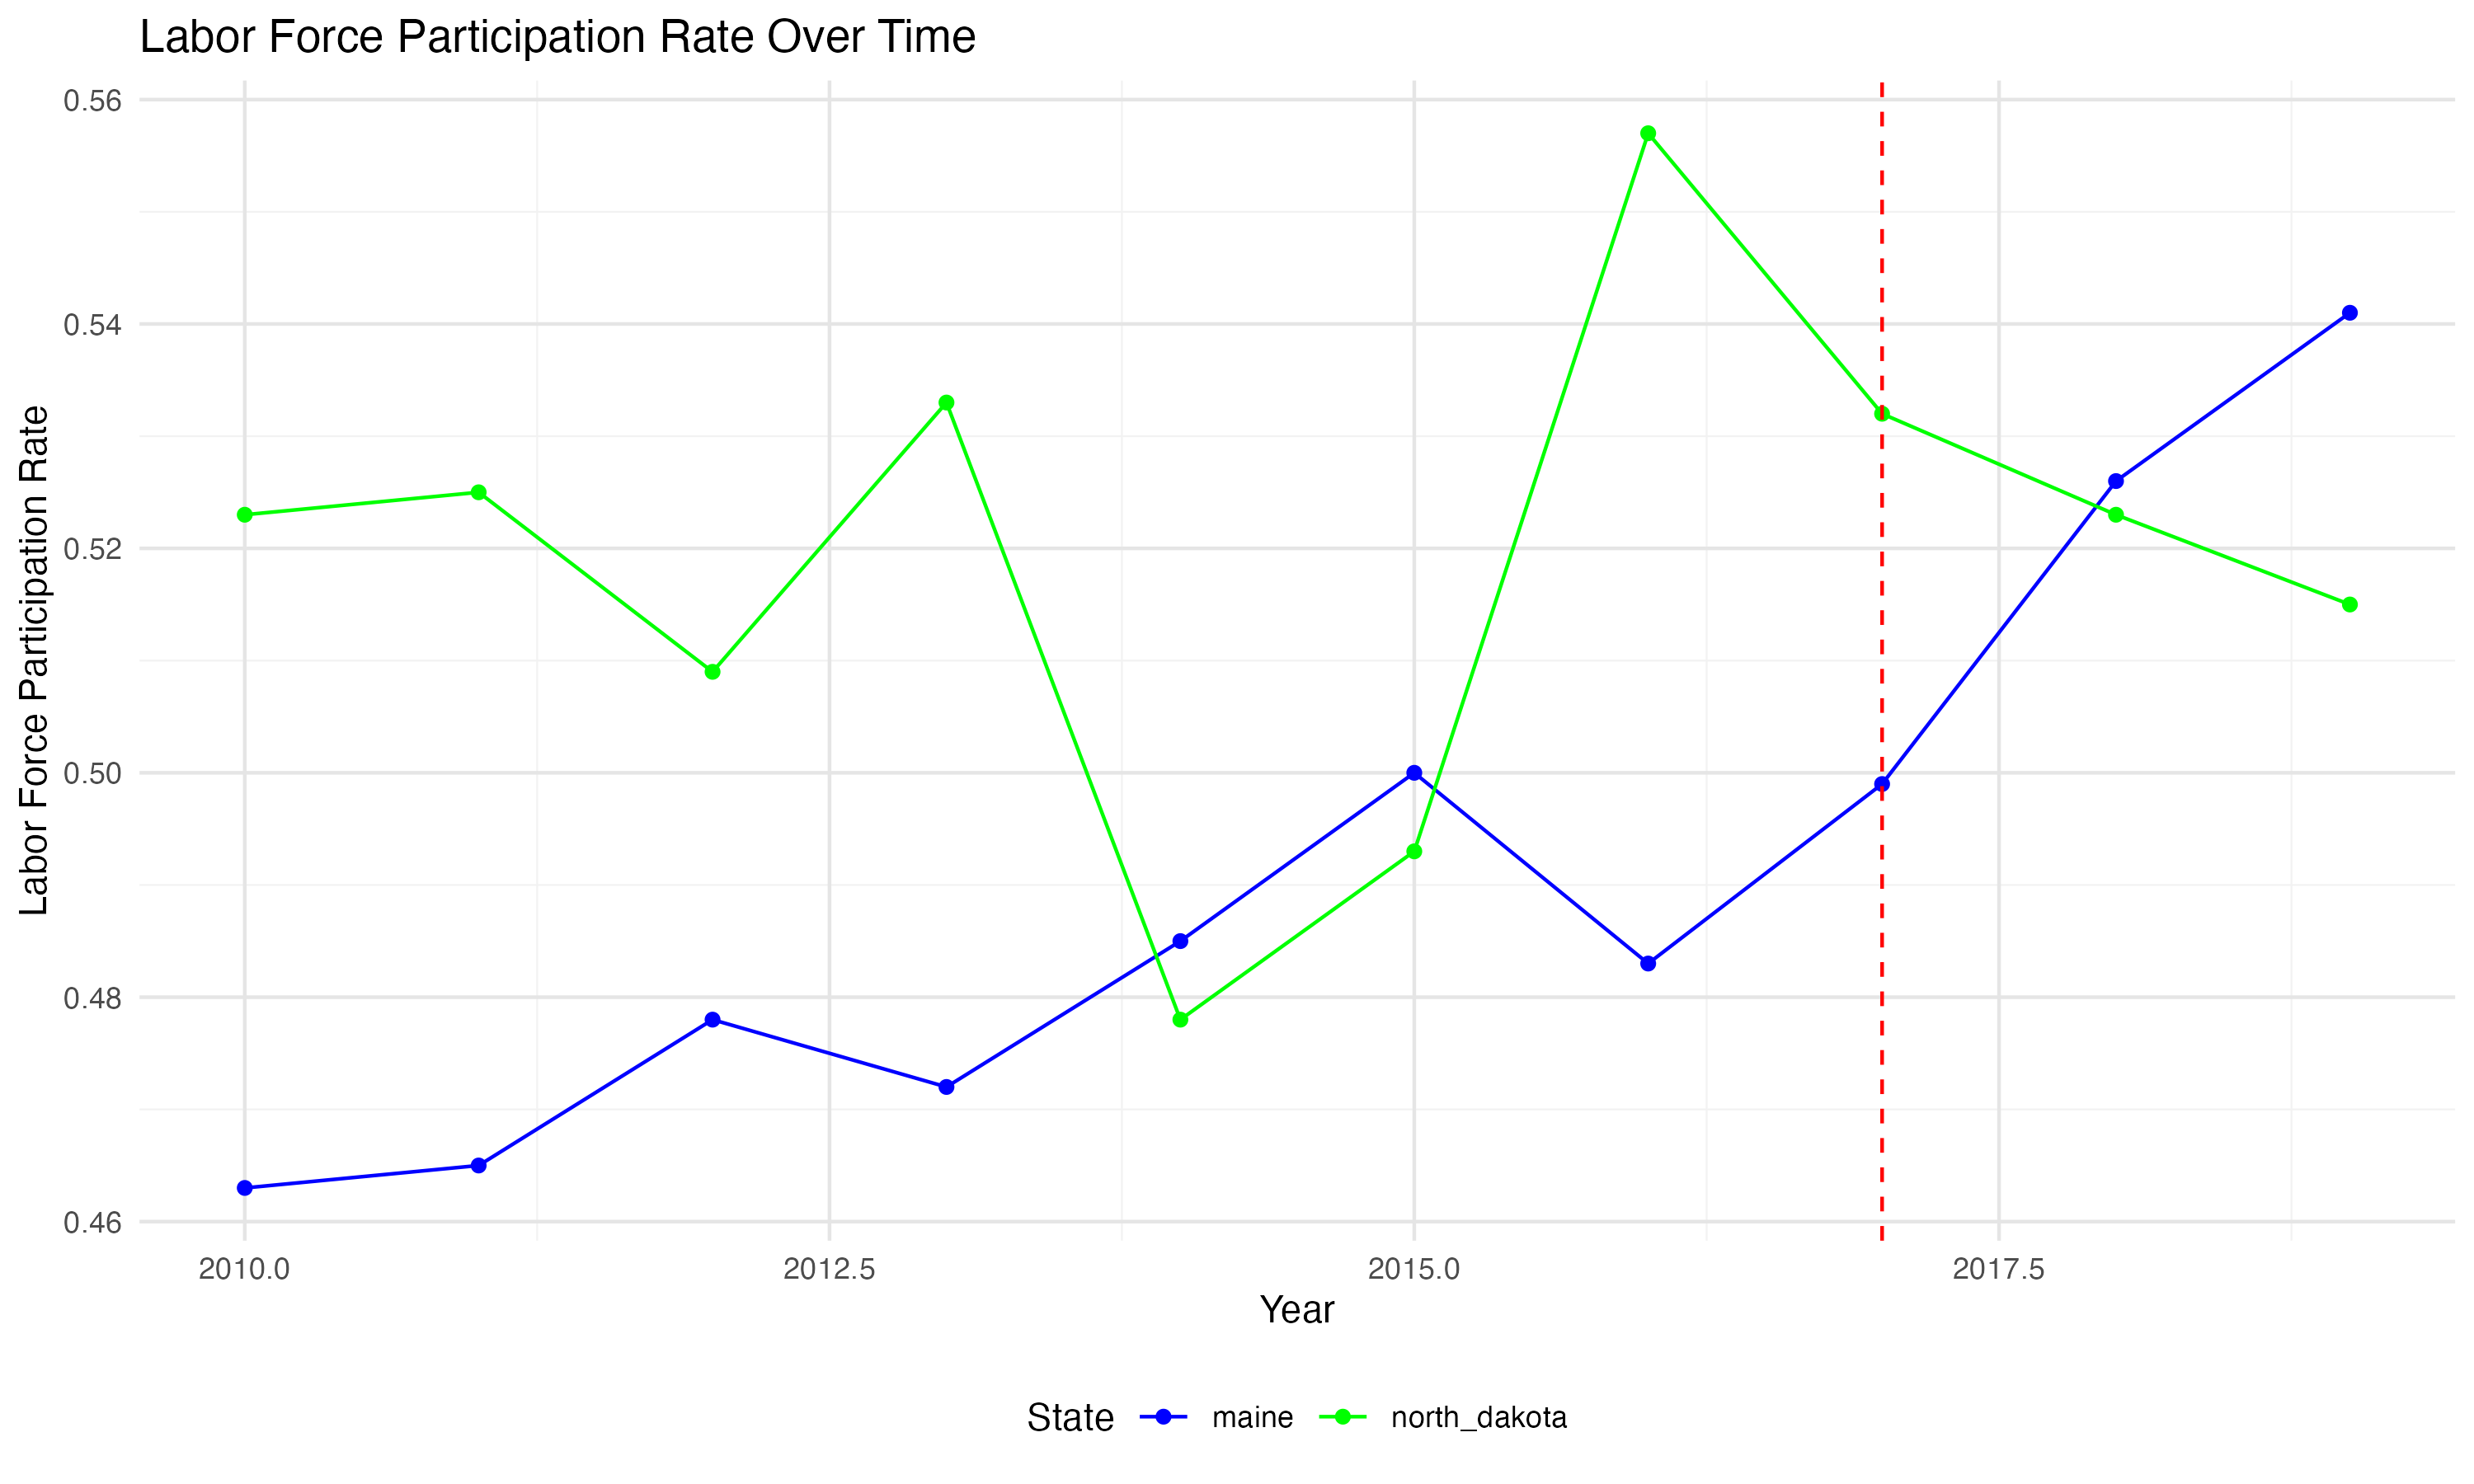 Labor Force Participation Rate Over Time
Labor Force Participation Rate
0.56
0.54
0.52
0.50
0.48
0.46
2010.0 2012.5 2015.0 2017.5
Year
State maine north_dakota